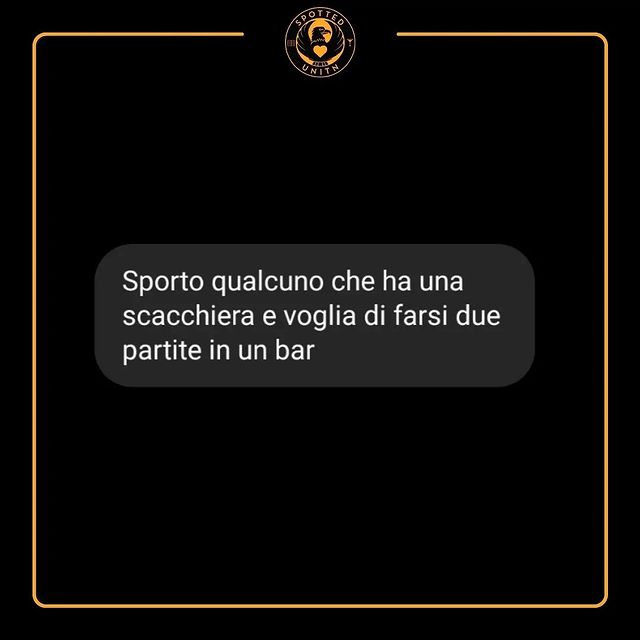 SPOTTED
UNITN
Sporto qualcuno che ha una
scacchiera e voglia di farsi due
partite in un bar